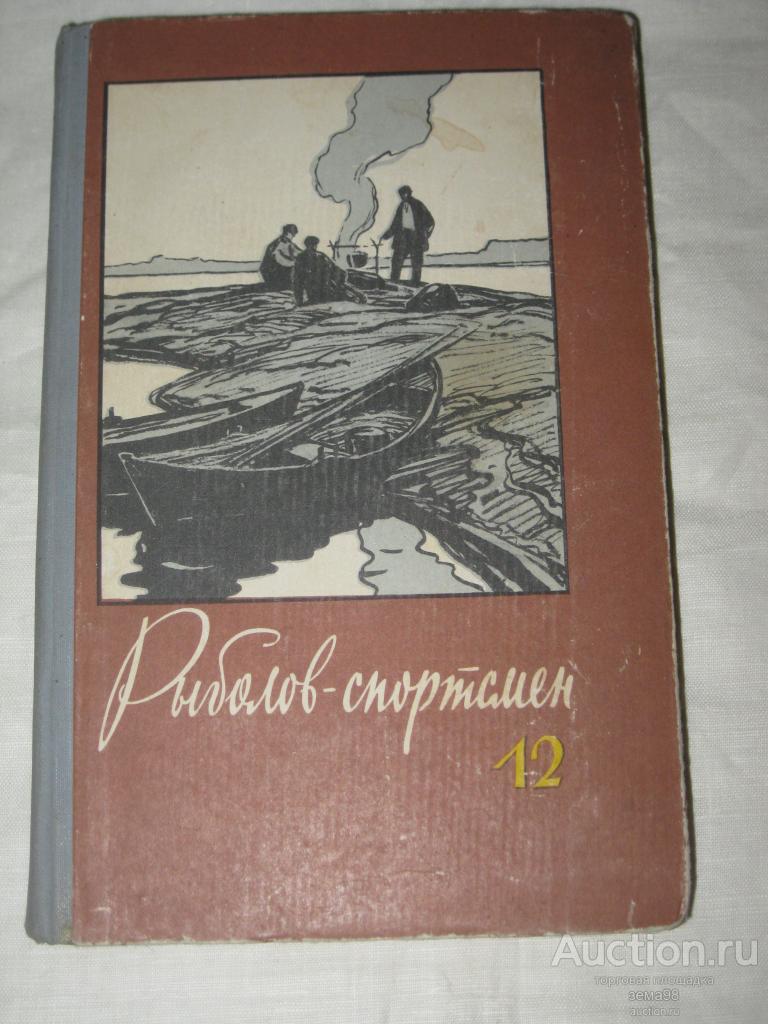 Рыболов-спортсмен
12
Auction.ru
торговая площадка
зема98
auction.ru